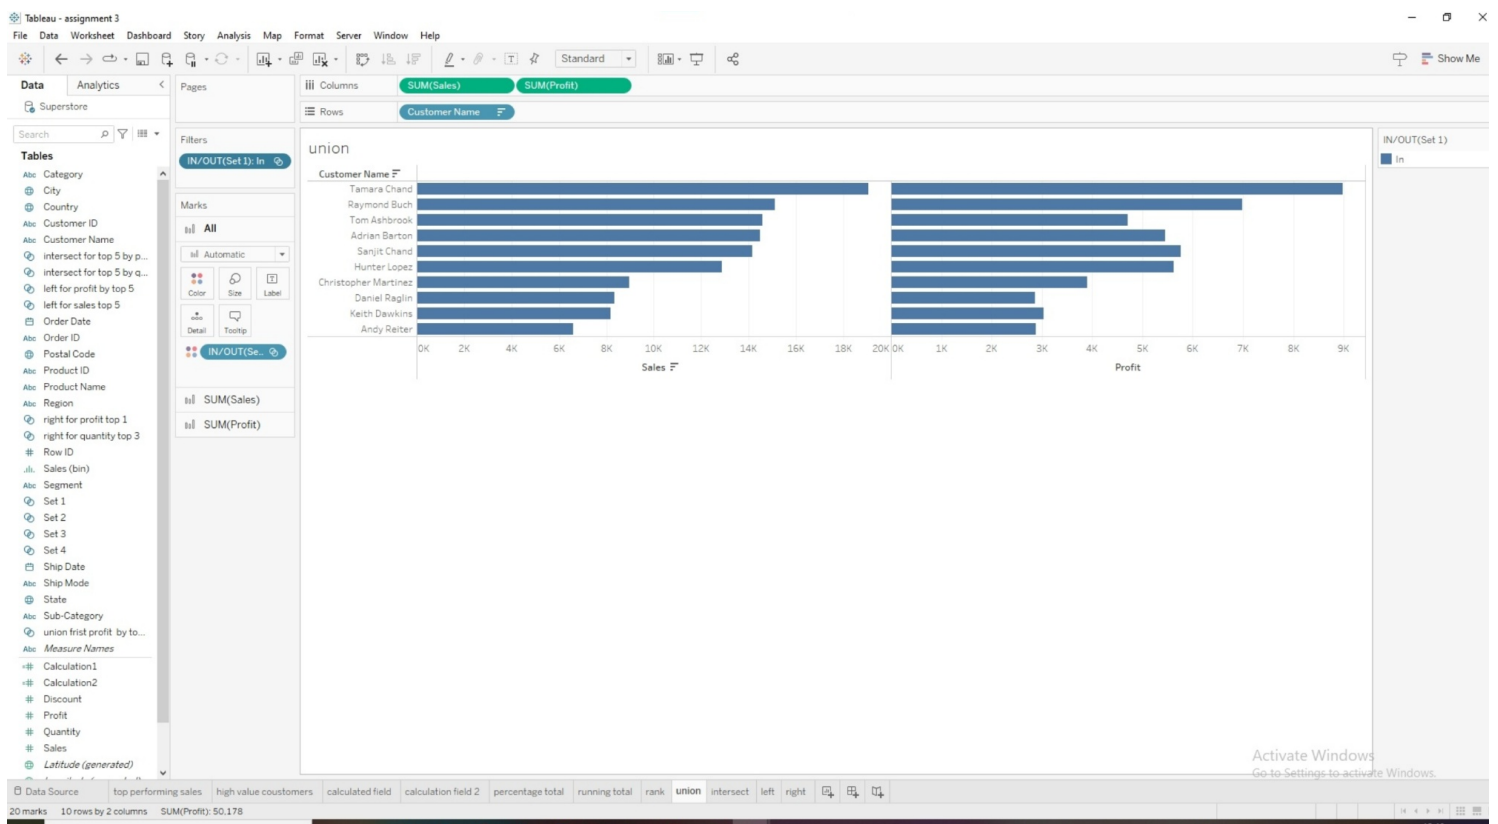 Tableau - assignment 3
File Data Worksheet Dashboard Story Analysis Map Format Server Window Help
Standard
Show Me
Data Analytics
Superstore
Search
Tables
Abc Category
City
Country
Abc Customer ID
Abc Customer Name
intersect for top 5 by p...
intersect for top 5 by q...
left for profit by top 5
left for sales top 5
Order Date
Abc Order ID
Postal Code
Abc Product ID
Abc Product Name
Abc Region
right for profit top 1
right for quantity top 3
# Row ID
Sales (bin)
Abc Segment
Set 1
Set 2
Set 3
Set 4
Ship Date
Abc Ship Mode
State
Abc Sub-Category
union frist profit by to...
Abc Measure Names
=# Calculation1
=# Calculation2
# Discount
# Profit
# Quantity
# Sales
Latitude (generated)
Pages
Filters
IN/OUT(Set 1): In
Marks
All
Automatic
Color Size Label
Detail Tooltip
IN/OUT(Se..
SUM(Sales)
SUM(Profit)
Columns SUM(Sales) SUM(Profit)
Rows Customer Name
union
Customer Name
Tamara Chand
Raymond Buch
Tom Ashbrook
Adrian Barton
Sanjit Chand
Hunter Lopez
Christopher Martinez
Daniel Raglin
Keith Dawkins
Andy Reiter
0K 2K 4K 6K 8K 10K 12K 14K 16K 18K 20K 0K 1K 2K 3K 4K 5K 6K 7K 8K 9K
Sales Profit
IN/OUT(Set 1)
In
Activate Windows
Go to Settings to activate Windows.
Data Source top performing sales high value coustomers calculated field calculation field 2 percentage total running total rank union intersect left right
20 marks 10 rows by 2 columns SUM(Profit): 50,178